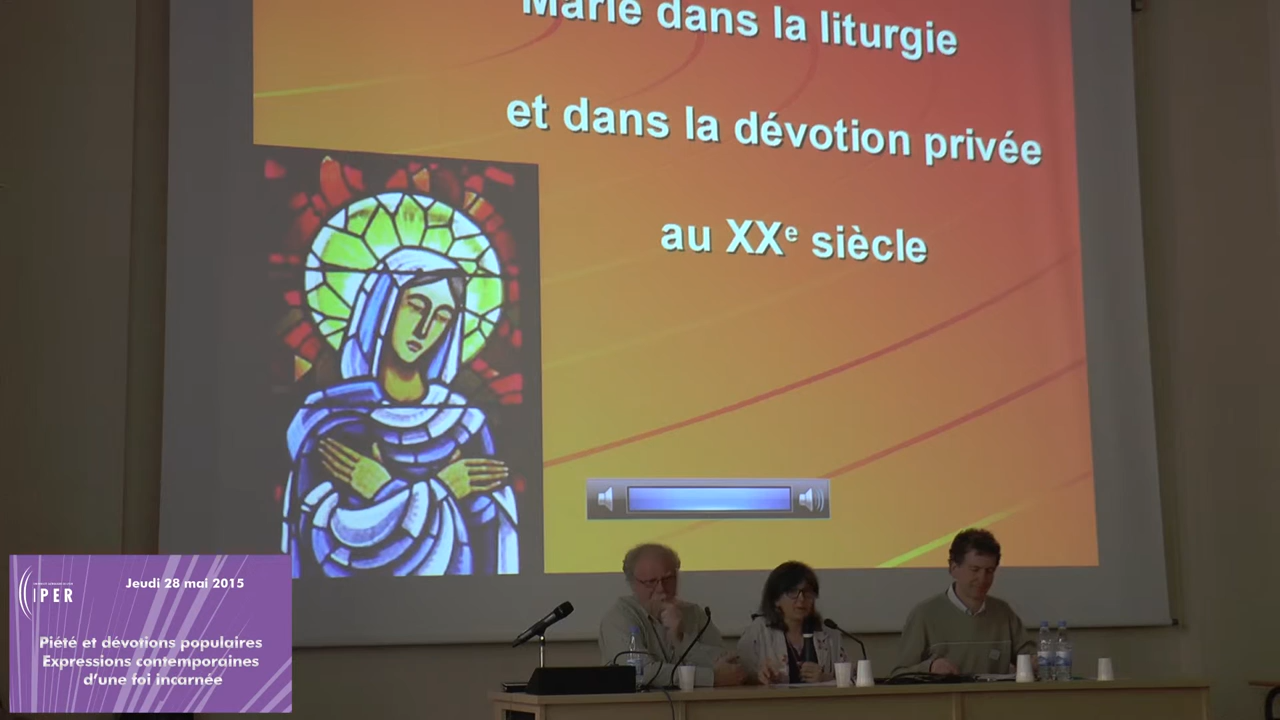 Marie dans la liturgie
et dans la dévotion privée
au XXe siècle
IPER
Jeudi 28 mai 2015
Piété et dévotions populaires
Expressions contemporaines
d'une foi incarnée